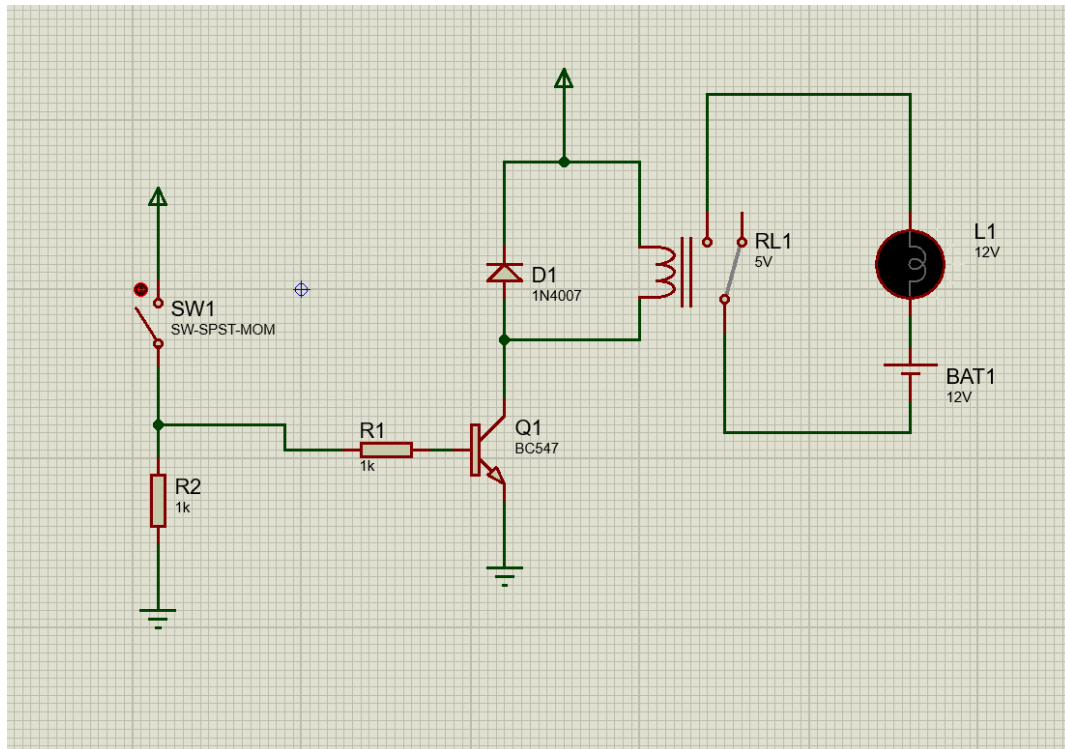 SW1
SW-SPST-MOM
R2
1k
R1
1k
D1
1N4007
Q1
BC547
RL1
5V
L1
12V
BAT1
12V